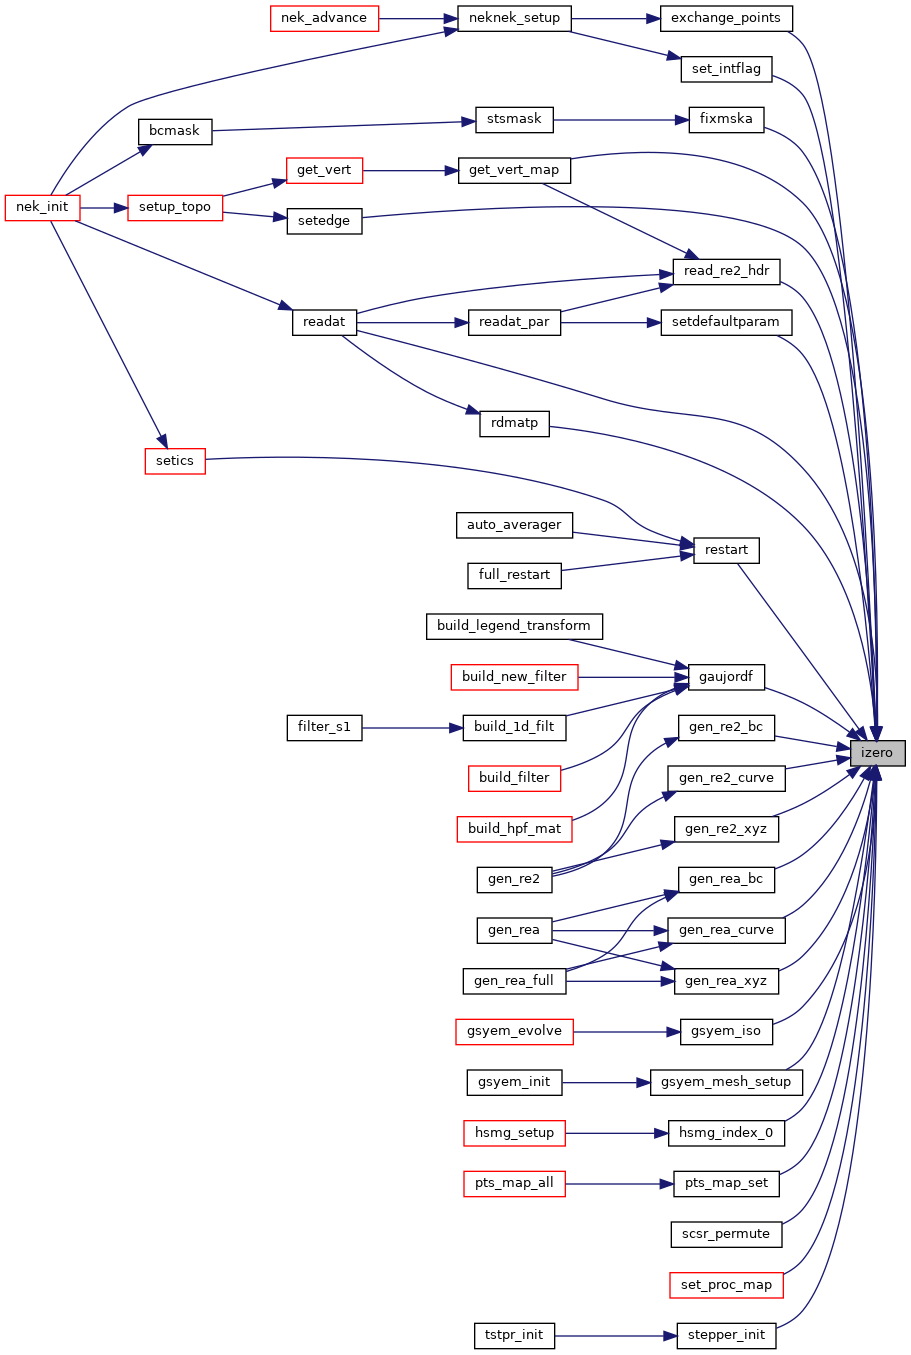 nek_advance
neknek_setup
exchange_points
set_intflag
bcmask
stsmask
fixmska
get_vert
get_vert_map
nek_init
setup_topo
setedge
read_re2_hdr
readat
readat_par
setdefaultparam
rdmatp
setics
auto_averager
restart
full_restart
build_legend_transform
build_new_filter
gaujordf
filter_s1
build_1d_filt
gen_re2_bc
izero
build_filter
gen_re2_curve
build_hpf_mat
gen_re2_xyz
gen_re2
gen_rea_bc
gen_rea
gen_rea_curve
gen_rea_full
gen_rea_xyz
gsyem_evolve
gsyem_iso
gsyem_init
gsyem_mesh_setup
hsmg_setup
hsmg_index_0
pts_map_all
pts_map_set
scsr_permute
set_proc_map
tstpr_init
stepper_init